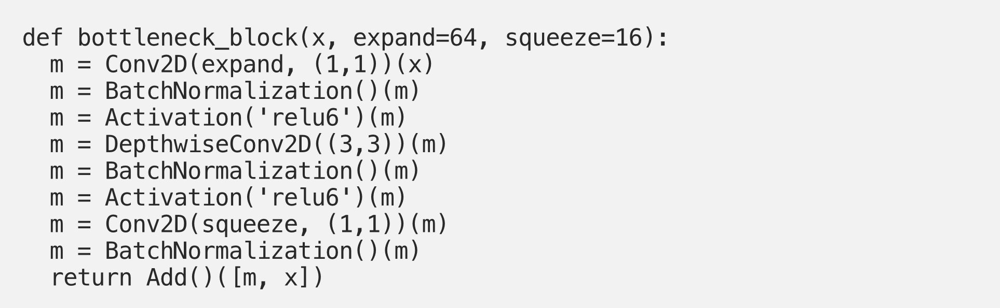 def bottleneck_block(x, expand=64, squeeze=16):
  m = Conv2D(expand, (1,1))(x)
  m = BatchNormalization()(m)
  m = Activation('relu6')(m)
  m = DepthwiseConv2D((3,3))(m)
  m = BatchNormalization()(m)
  m = Activation('relu6')(m)
  m = Conv2D(squeeze, (1,1))(m)
  m = BatchNormalization()(m)
  return Add()([m, x])